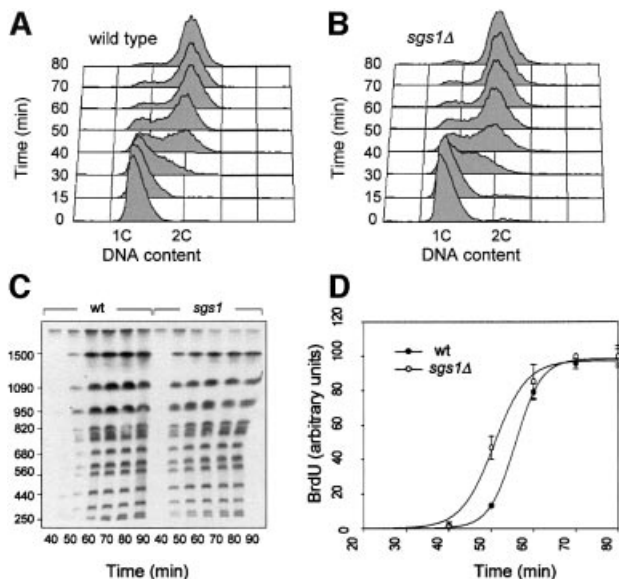 A
wild type
Time (min)
80
70
60
50
40
30
15
0
1C 2C
DNA content
B
sgs1Δ
Time (min)
80
70
60
50
40
30
15
0
1C 2C
DNA content
C
wt sgs1
1500
1090
950
820
680
560
440
250
40 50 60 70 80 90 40 50 60 70 80 90
Time (min)
D
BrdU (arbitrary units)
120
100
80
60
40
20
0
wt
sgs1Δ
20 30 40 50 60 70 80
Time (min)